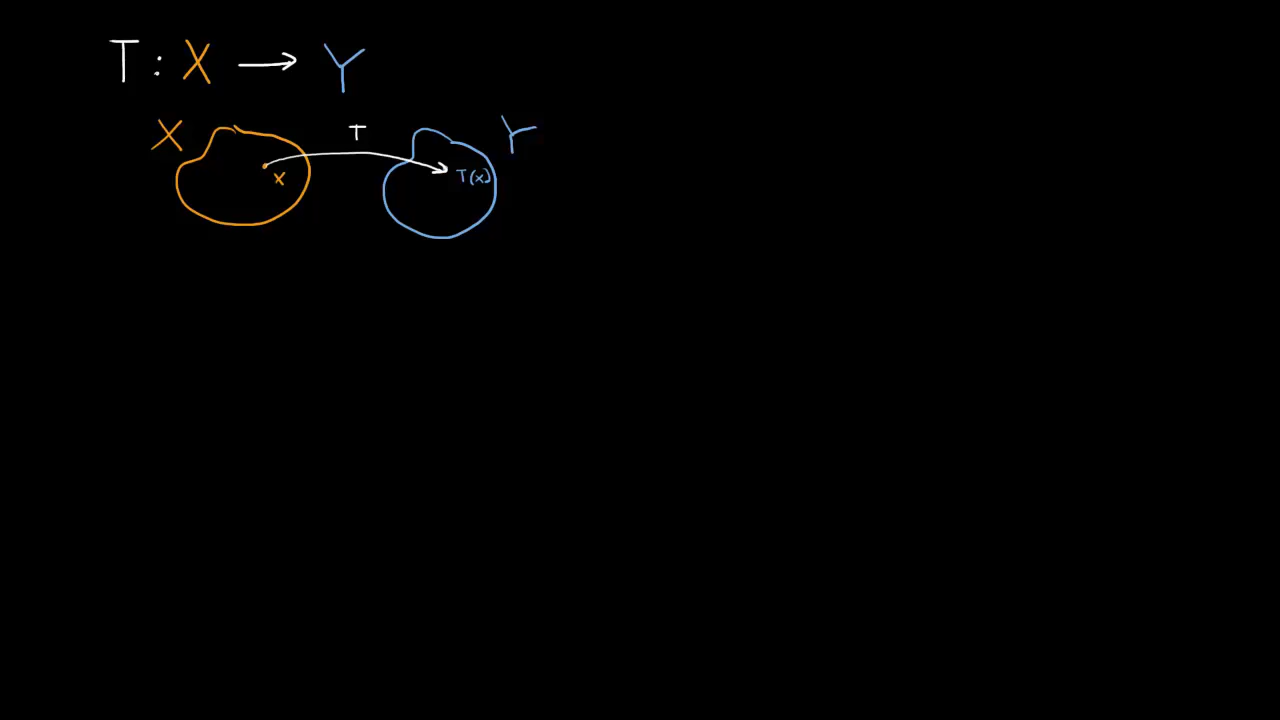 T : X → Y
X T Y
x T(x)